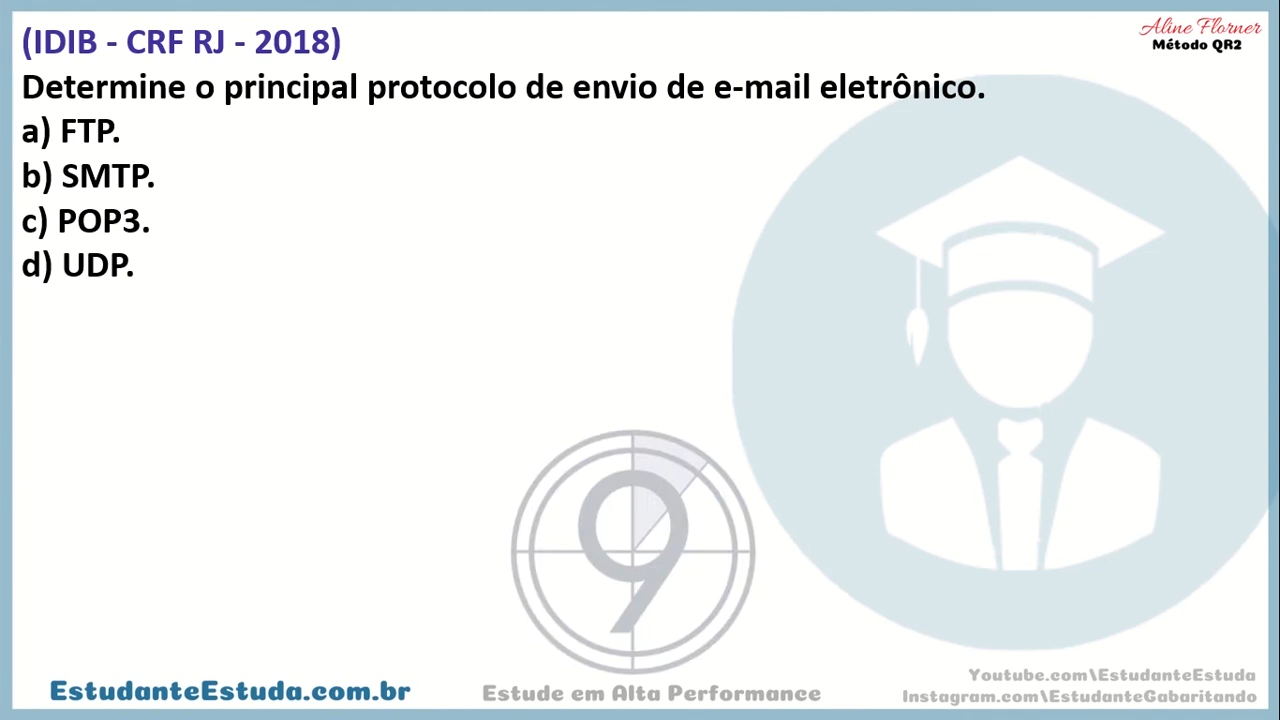 (IDIB - CRF RJ - 2018)
Aline Florner
Método QR2
Determine o principal protocolo de envio de e-mail eletrônico.
a) FTP.
b) SMTP.
c) POP3.
d) UDP.
9
EstudanteEstuda.com.br
Estude em Alta Performance
Youtube.com\EstudanteEstuda
Instagram.com\EstudanteGabaritando